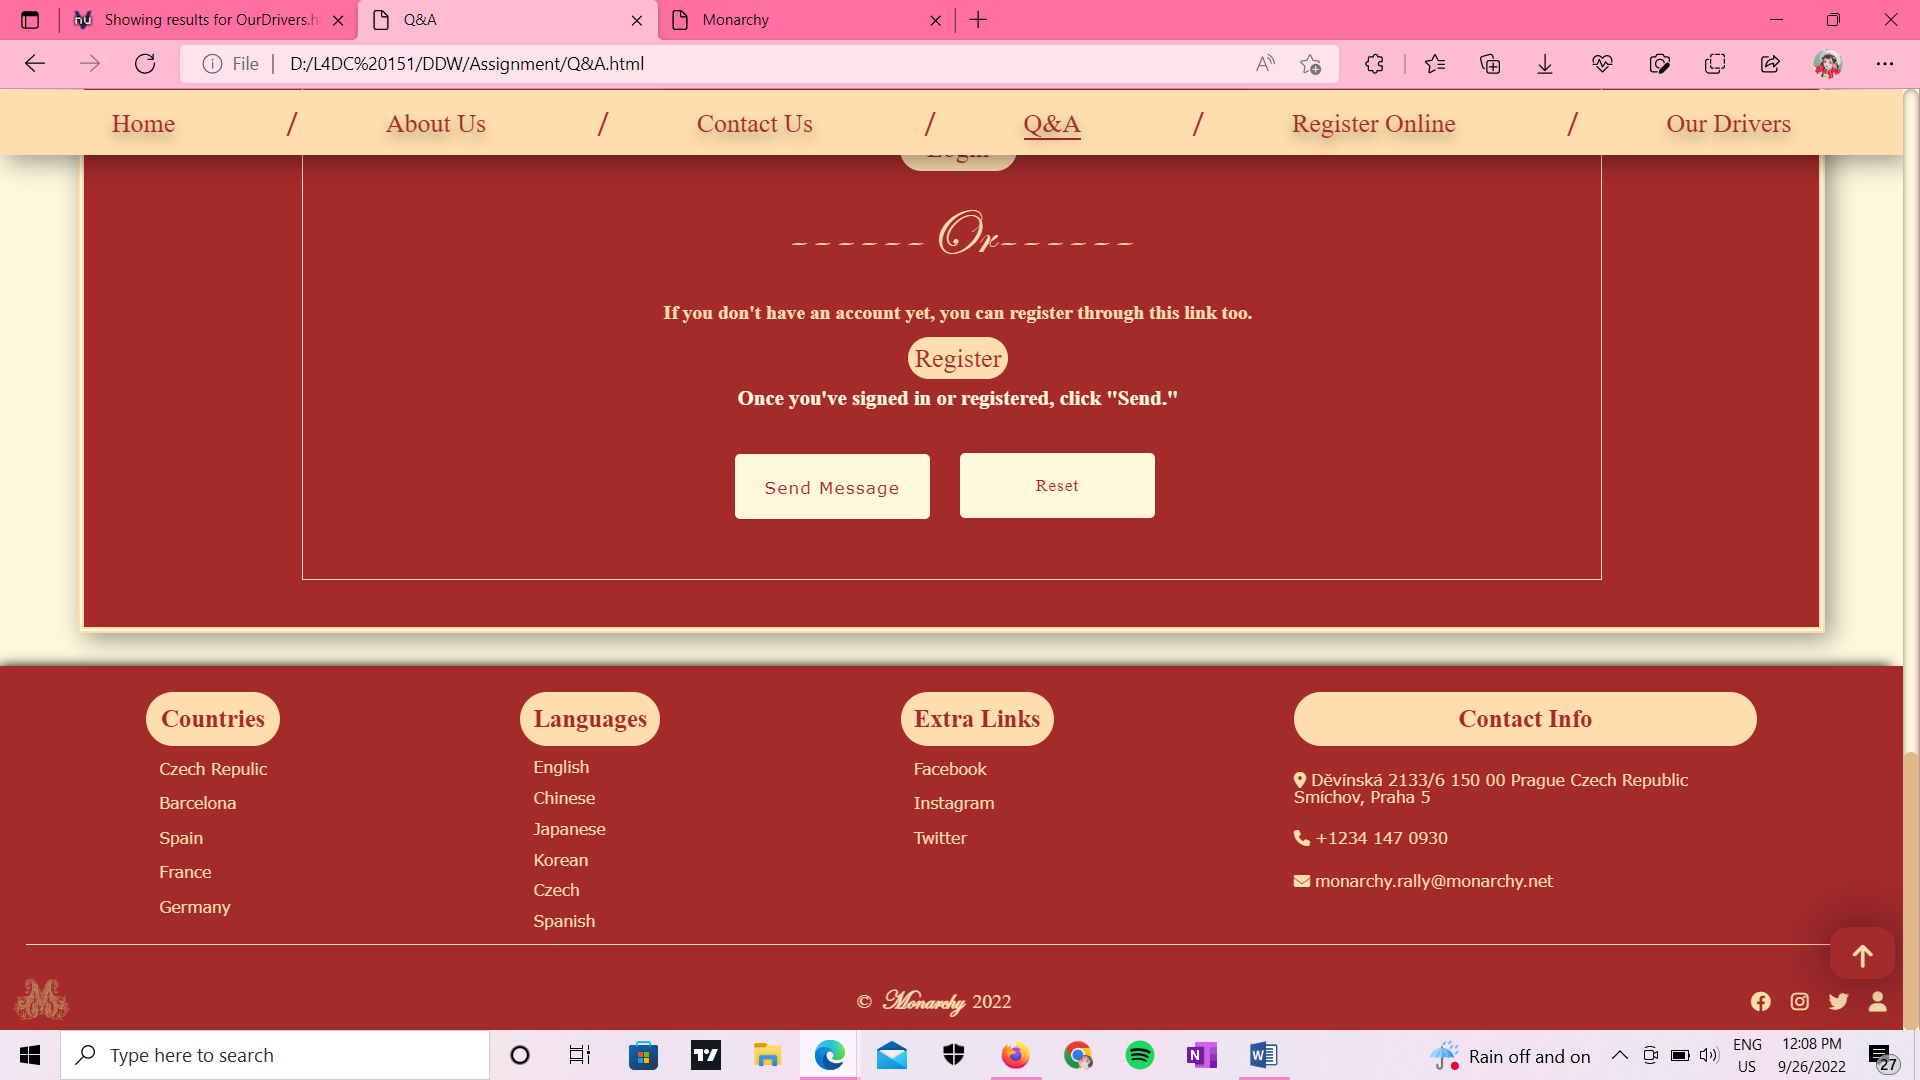 Showing results for OurDrivers.h
Q&A
Monarchy
File
D:/L4DC%20151/DDW/Assignment/Q&A.html
Home / About Us / Contact Us / Q&A / Register Online / Our Drivers
Login
------ Or------
If you don't have an account yet, you can register through this link too.
Register
Once you've signed in or registered, click "Send."
Send Message
Reset
Countries
Czech Repulic
Barcelona
Spain
France
Germany
Languages
English
Chinese
Japanese
Korean
Czech
Spanish
Extra Links
Facebook
Instagram
Twitter
Contact Info
Děvínská 2133/6 150 00 Prague Czech Republic
Smíchov, Praha 5
+1234 147 0930
monarchy.rally@monarchy.net
© Monarchy 2022
Type here to search
Rain off and on
ENG
US
12:08 PM
9/26/2022
27